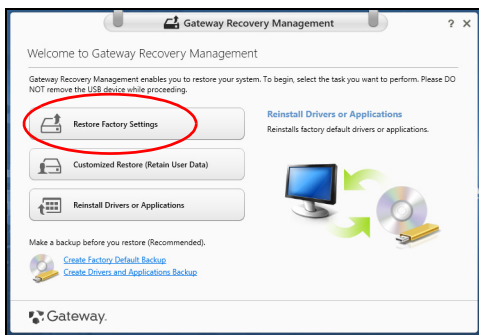 Gateway Recovery Management
? X
Welcome to Gateway Recovery Management
Gateway Recovery Management enables you to restore your system. To begin, select the task you want to perform. Please DO
NOT remove the USB device while proceeding.
Restore Factory Settings
Customized Restore (Retain User Data)
Reinstall Drivers or Applications
Reinstall Drivers or Applications
Reinstalls factory default drivers or applications.
Make a backup before you restore (Recommended).
Create Factory Default Backup
Create Drivers and Applications Backup
Gateway.